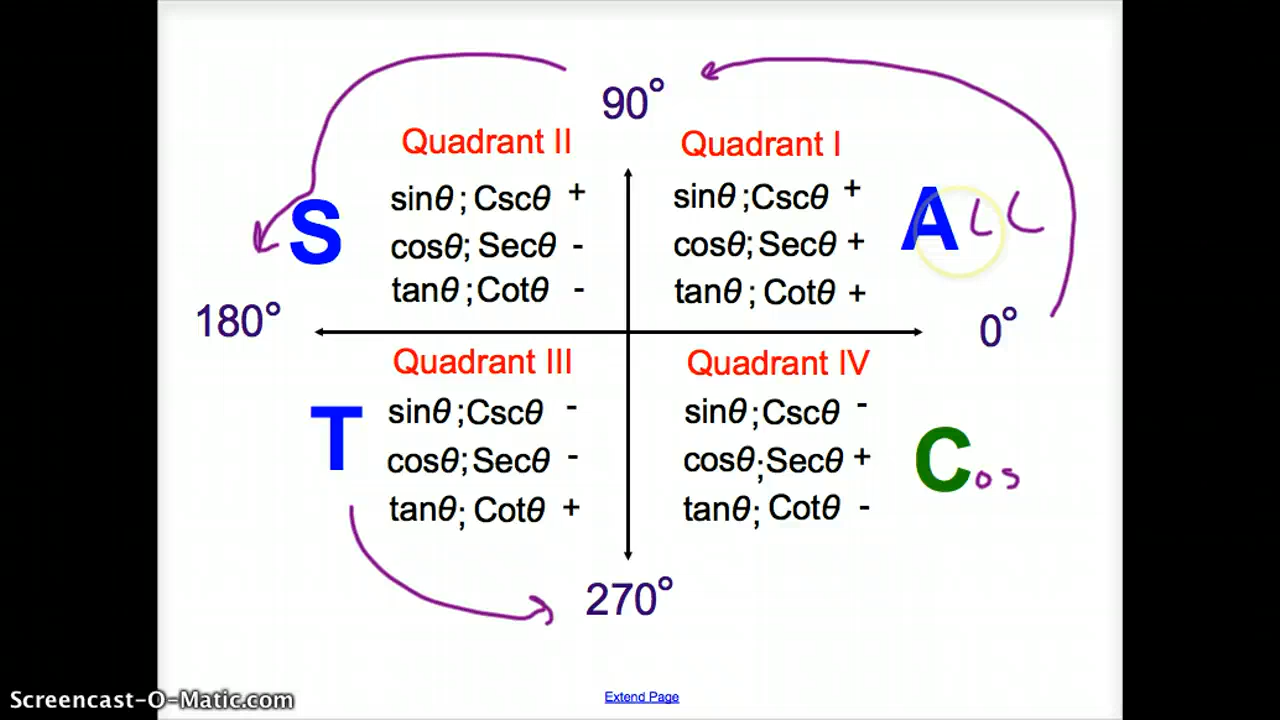 90°
Quadrant II
sinθ ; Cscθ +
cosθ; Secθ -
tanθ ; Cotθ -
S
Quadrant I
sinθ ;Cscθ +
cosθ; Secθ +
tanθ ; Cotθ +
ALL
180°
0°
Quadrant III
sinθ ;Cscθ -
cosθ; Secθ -
tanθ; Cotθ +
T
Quadrant IV
sinθ ;Cscθ -
cosθ; Secθ +
tanθ; Cotθ -
Cos
270°
Extend Page
Screencast-O-Matic.com